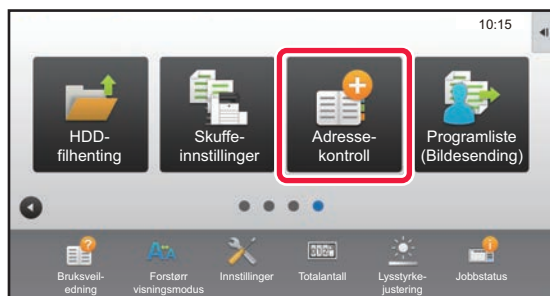 10:15
HDD-
filhenting
Skuffe-
innstillinger
Adresse-
kontroll
Programliste
(Bildesending)
Bruksveil-
edning
Forstørr
visningsmodus
Innstillinger
Totalantall
Lysstyrke-
justering
Jobbstatus